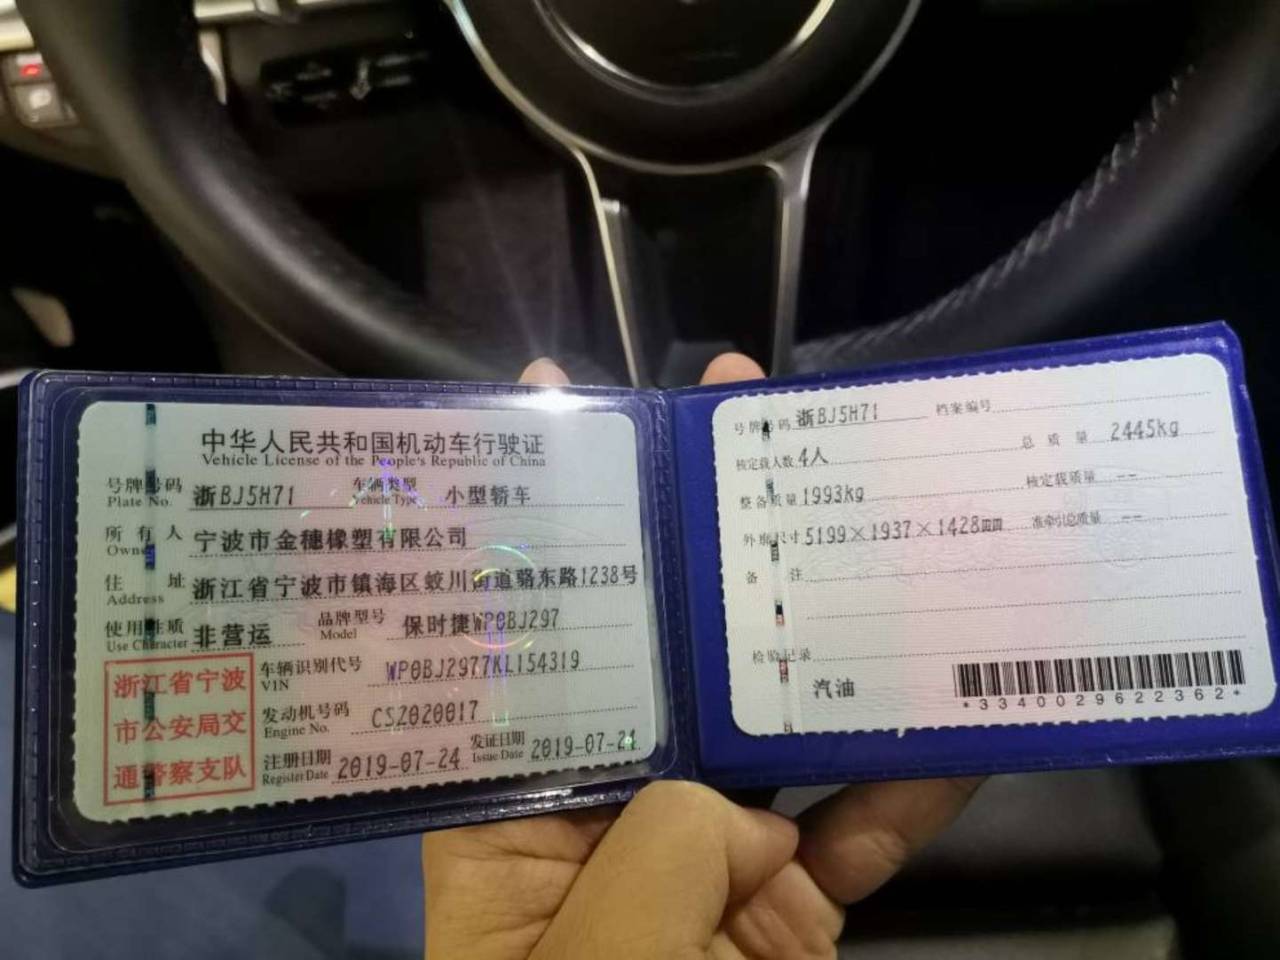 中华人民共和国机动车行驶证
Vehicle License of the People's Republic of China
号牌号码 浙BJ5H71 车辆类型 小型轿车
Plate No. Vehicle Type
所有人 宁波市金穗橡塑有限公司
Owner
住址 浙江省宁波市镇海区蛟川街道骆东路1238号
Address
使用性质 非营运 品牌型号 保时捷WP0BJ297
Use Character Model
车辆识别代号 WP0BJ2977KL154319
VIN
发动机号码 CSZ020017
Engine No.
注册日期 2019-07-24 发证日期 2019-07-24
Register Date Issue Date
浙江省宁波
市公安局交
通警察支队
号牌号码 浙BJ5H71 档案编号
核定载人数 4人 总质量 2445kg
整备质量 1993kg 核定载质量 --
外廓尺寸 5199×1937×1428mm 准牵引总质量 --
备注
检验记录
汽油
*3340029622362*